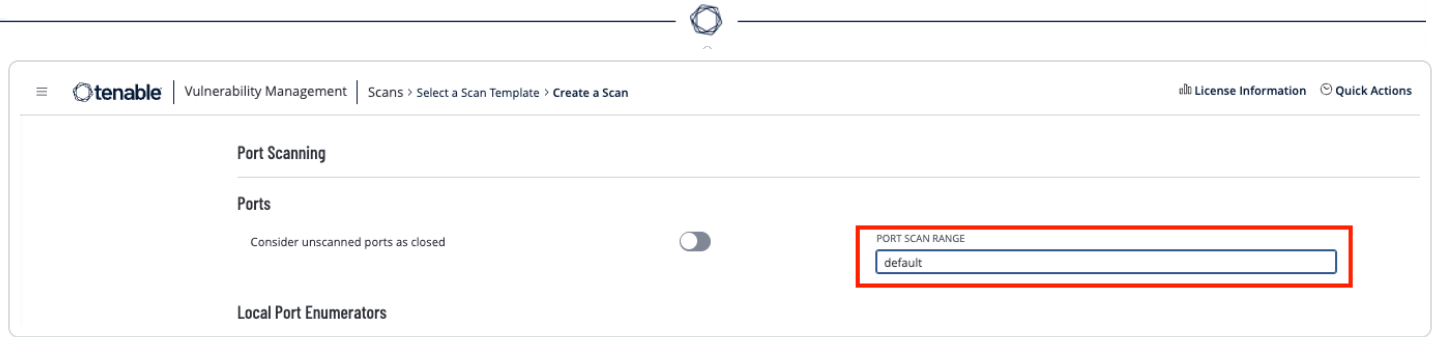 tenable Vulnerability Management Scans > Select a Scan Template > Create a Scan License Information Quick Actions
Port Scanning
Ports
Consider unscanned ports as closed
PORT SCAN RANGE
default
Local Port Enumerators